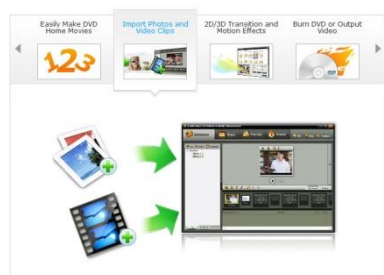 Easily Make DVD
Home Movies
Import Photos and
Video Clips
2D/3D Transition and
Motion Effects
Burn DVD or Output
Video
123